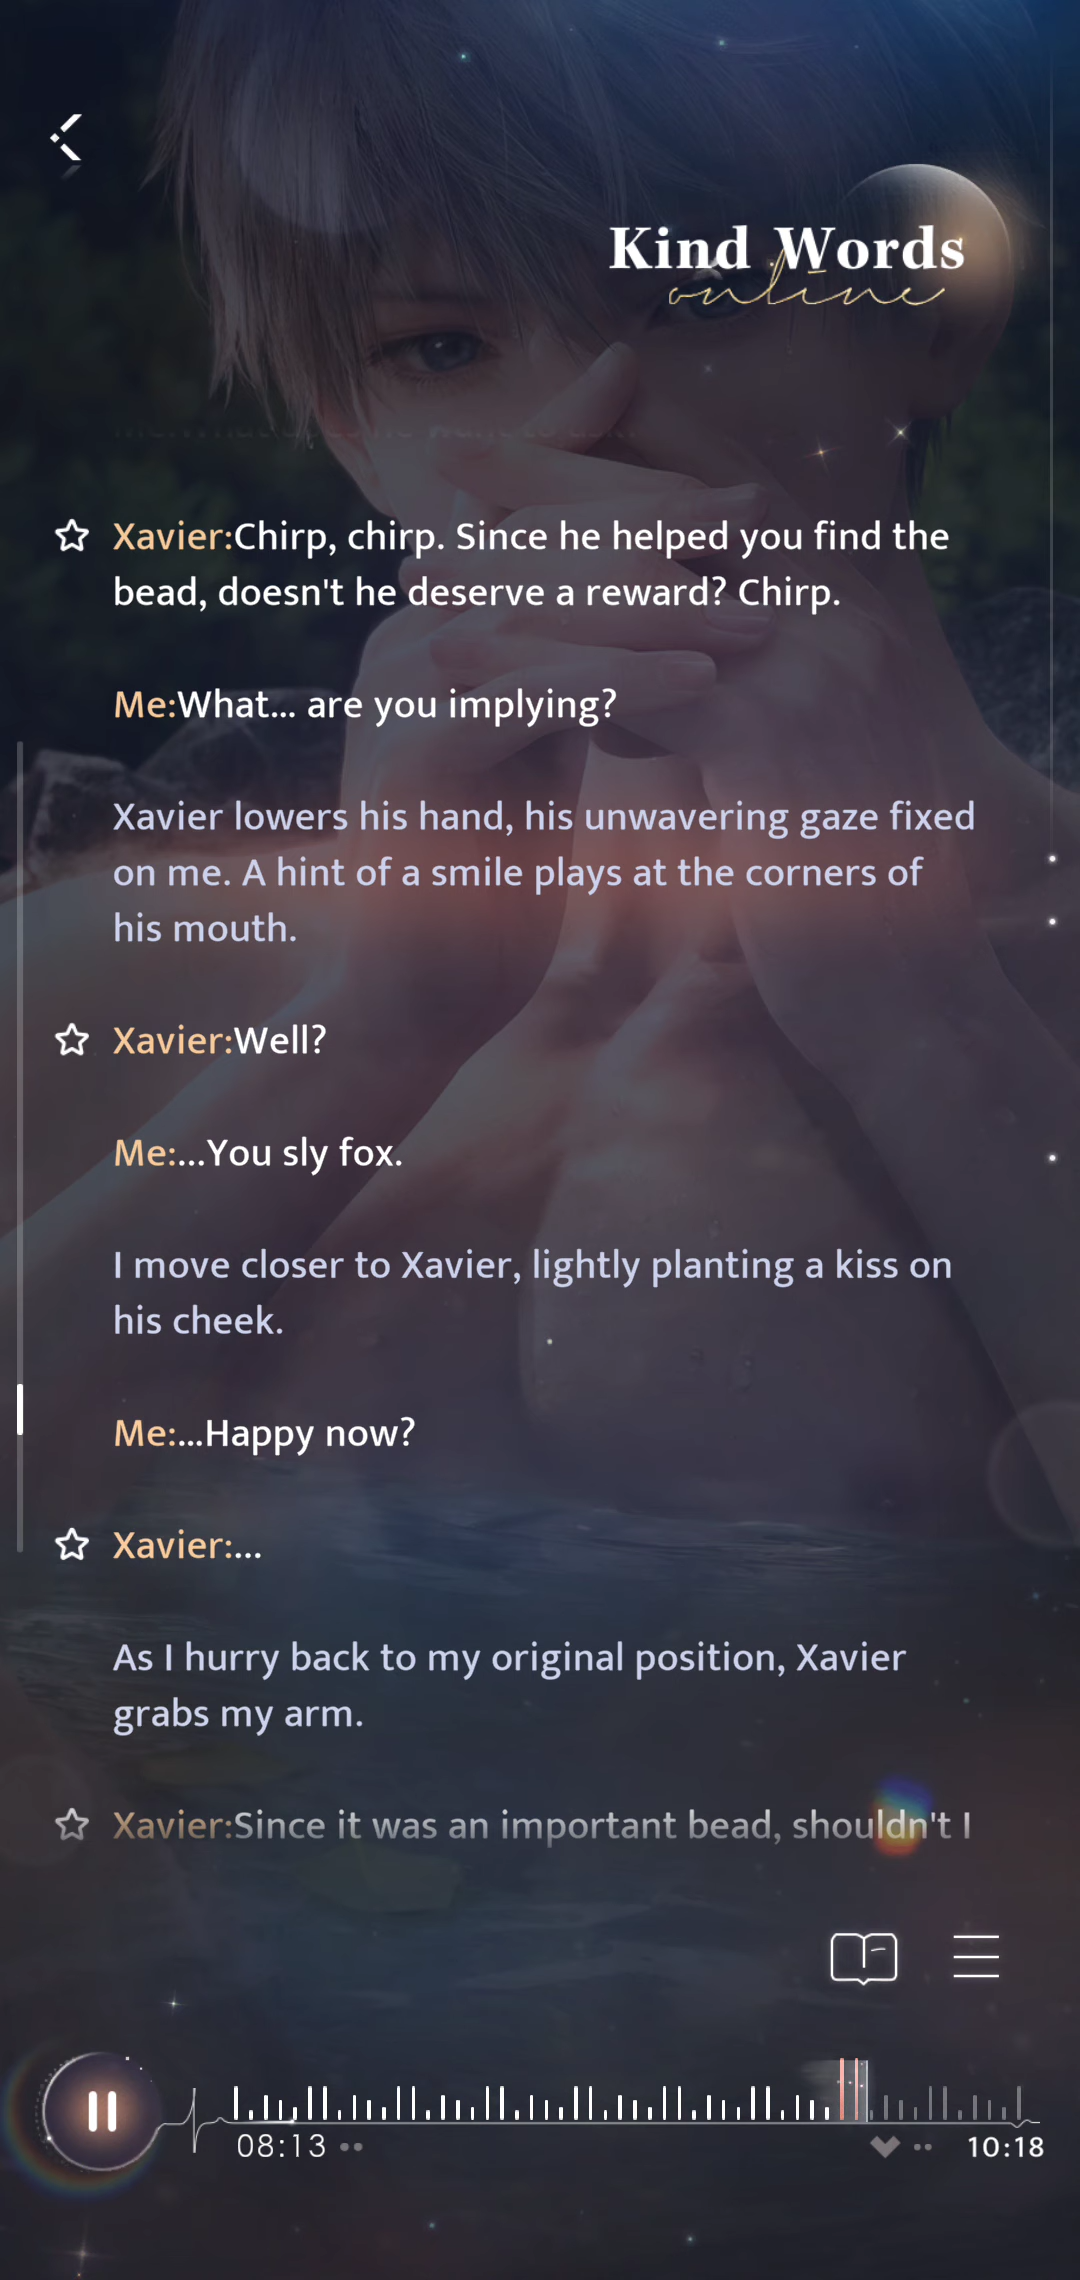 Kind Words
online
Xavier:Chirp, chirp. Since he helped you find the
bead, doesn't he deserve a reward? Chirp.
Me:What... are you implying?
Xavier lowers his hand, his unwavering gaze fixed
on me. A hint of a smile plays at the corners of
his mouth.
Xavier:Well?
Me:...You sly fox.
I move closer to Xavier, lightly planting a kiss on
his cheek.
Me:...Happy now?
Xavier:...
As I hurry back to my original position, Xavier
grabs my arm.
Xavier:Since it was an important bead, shouldn't I
08:13
10:18